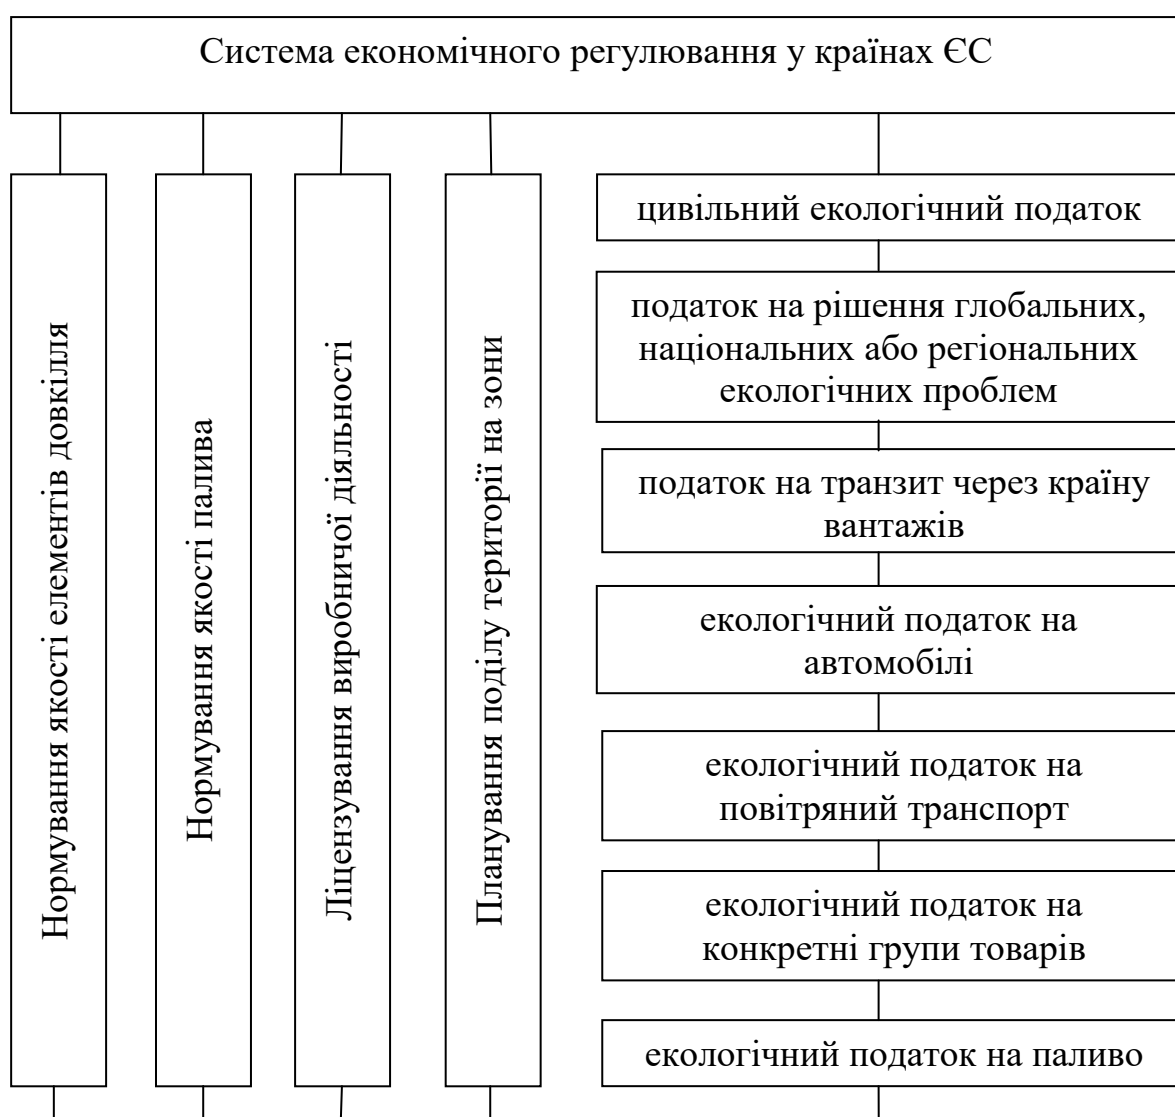 Система економічного регулювання у країнах ЄС
Нормування якості елементів довкілля
Нормування якості палива
Ліцензування виробничої діяльності
Планування поділу території на зони
цивільний екологічний податок
податок на рішення глобальних,
національних або регіональних
екологічних проблем
податок на транзит через країну
вантажів
екологічний податок на
автомобілі
екологічний податок на
повітряний транспорт
екологічний податок на
конкретні групи товарів
екологічний податок на паливо